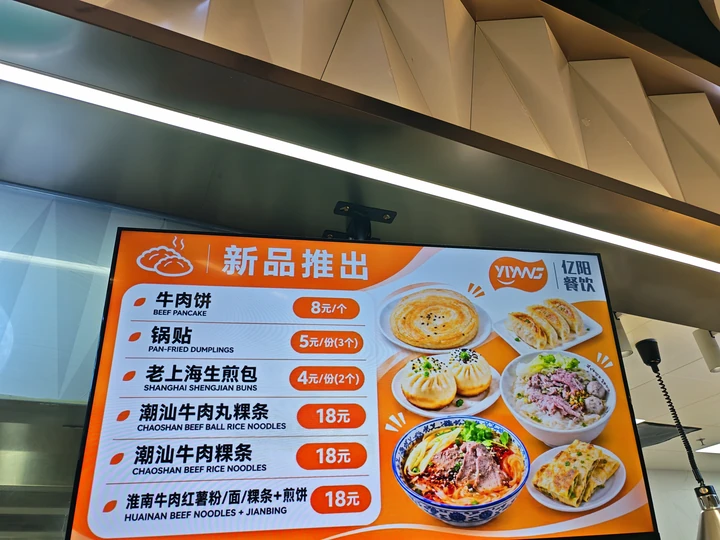 新品推出
YIYANG 亿阳
餐饮
牛肉饼 8元/个
BEEF PANCAKE
锅贴 5元/份(3个)
PAN-FRIED DUMPLINGS
老上海生煎包 4元/份(2个)
SHANGHAI SHENGJIAN BUNS
潮汕牛肉丸粿条 18元
CHAOSHAN BEEF BALL RICE NOODLES
潮汕牛肉粿条 18元
CHAOSHAN BEEF RICE NOODLES
淮南牛肉红薯粉/面/粿条+煎饼 18元
HUAINAN BEEF NOODLES + JIANBING